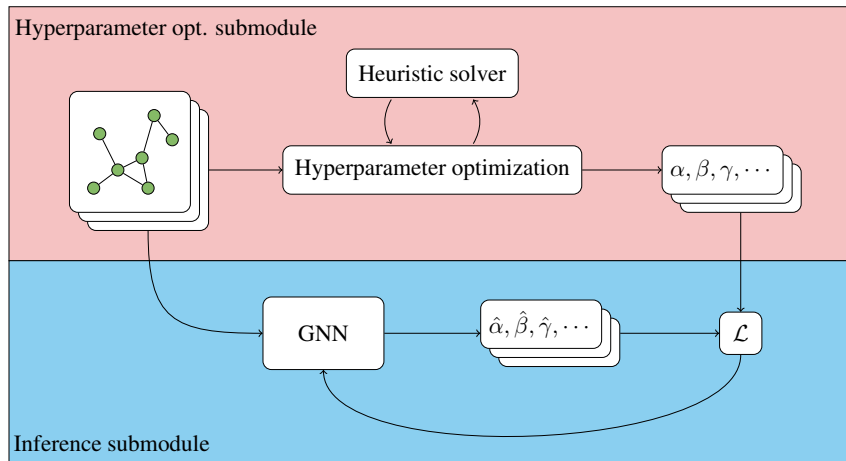 Hyperparameter opt. submodule
Heuristic solver
Hyperparameter optimization
α, β, γ, ⋯
GNN
α̂, β̂, γ̂, ⋯
ℒ
Inference submodule